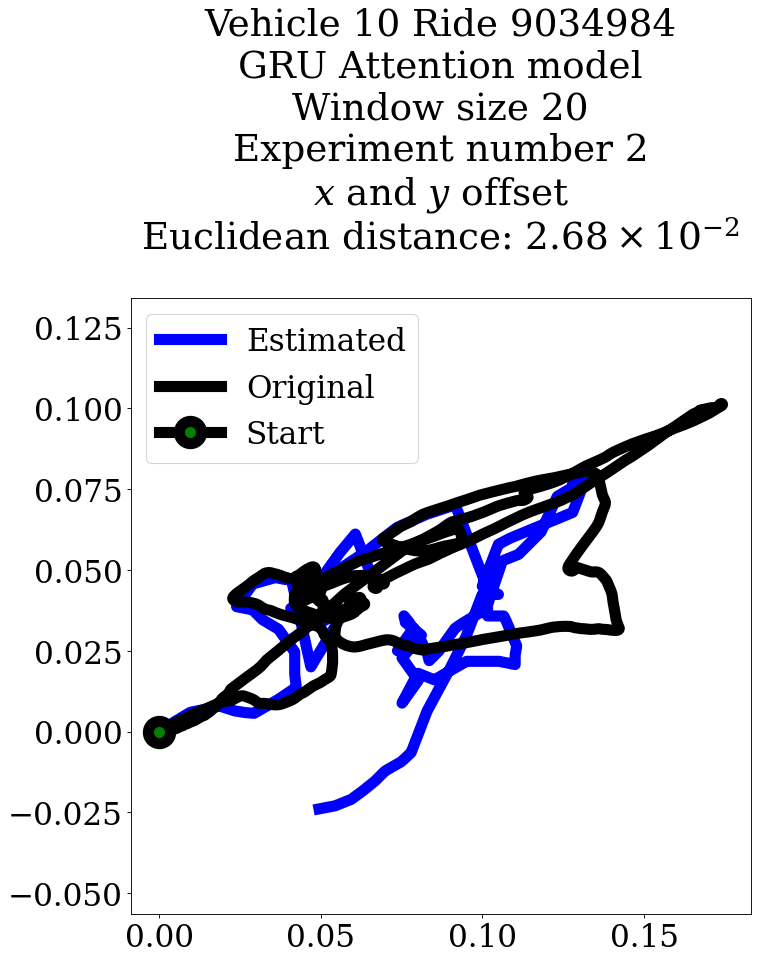 Vehicle 10 Ride 9034984
GRU Attention model
Window size 20
Experiment number 2
x and y offset
Euclidean distance: 2.68 × 10⁻²
Estimated
Original
Start
0.125
0.100
0.075
0.050
0.025
0.000
−0.025
−0.050
0.00 0.05 0.10 0.15